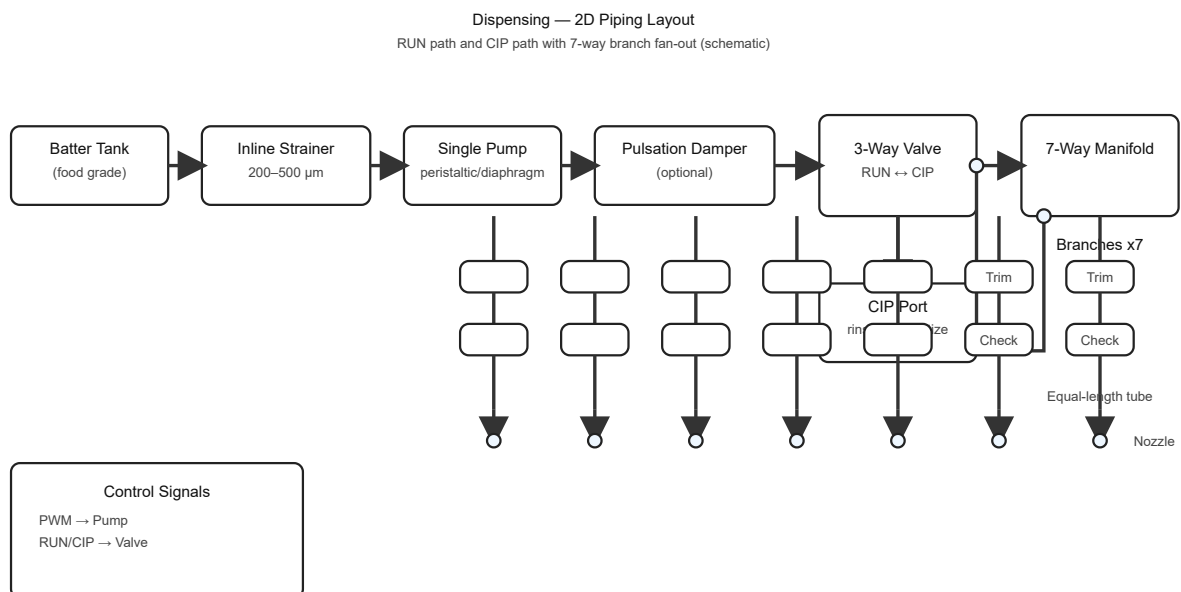 Dispensing — 2D Piping Layout
RUN path and CIP path with 7-way branch fan-out (schematic)
Batter Tank
(food grade)
Inline Strainer
200–500 µm
Single Pump
peristaltic/diaphragm
Pulsation Damper
(optional)
3-Way Valve
RUN ↔ CIP
7-Way Manifold
Branches x7
Trim
Trim
CIP Port
Check
Check
Equal-length tube
Nozzle
Control Signals
PWM → Pump
RUN/CIP → Valve